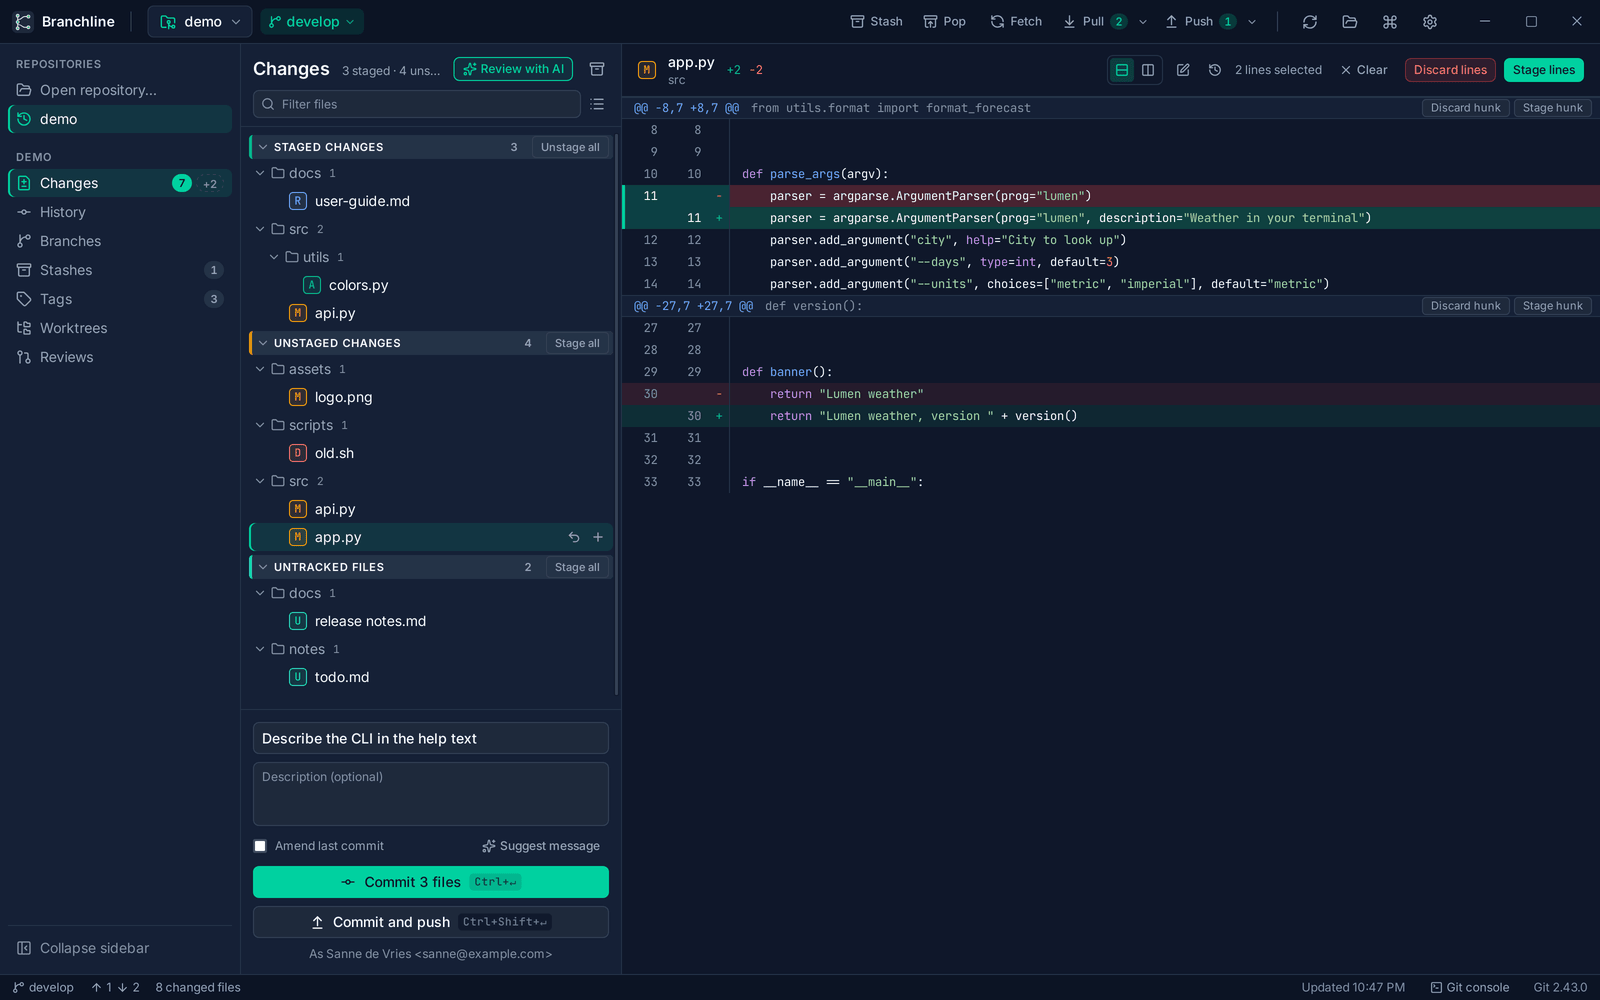 Branchline
demo
develop
Stash
Pop
Fetch
Pull 2
Push 1
REPOSITORIES
Open repository...
demo
DEMO
Changes 7 +2
History
Branches
Stashes 1
Tags 3
Worktrees
Reviews
Collapse sidebar
Changes 3 staged · 4 uns... Review with AI
Filter files
STAGED CHANGES 3 Unstage all
docs 1
R user-guide.md
src 2
utils 1
A colors.py
M api.py
UNSTAGED CHANGES 4 Stage all
assets 1
M logo.png
scripts 1
D old.sh
src 2
M api.py
M app.py
UNTRACKED FILES 2 Stage all
docs 1
U release notes.md
notes 1
U todo.md
Describe the CLI in the help text
Description (optional)
Amend last commit Suggest message
Commit 3 files Ctrl+↵
Commit and push Ctrl+Shift+↵
As Sanne de Vries <sanne@example.com>
M app.py +2 -2
src
2 lines selected Clear Discard lines Stage lines
@@ -8,7 +8,7 @@ from utils.format import format_forecast Discard hunk Stage hunk
8 8
9 9
10 10 def parse_args(argv):
11 - parser = argparse.ArgumentParser(prog="lumen")
11 + parser = argparse.ArgumentParser(prog="lumen", description="Weather in your terminal")
12 12 parser.add_argument("city", help="City to look up")
13 13 parser.add_argument("--days", type=int, default=3)
14 14 parser.add_argument("--units", choices=["metric", "imperial"], default="metric")
@@ -27,7 +27,7 @@ def version(): Discard hunk Stage hunk
27 27
28 28
29 29 def banner():
30 - return "Lumen weather"
30 + return "Lumen weather, version " + version()
31 31
32 32
33 33 if __name__ == "__main__":
develop ↑ 1 ↓ 2 8 changed files
Updated 10:47 PM Git console Git 2.43.0